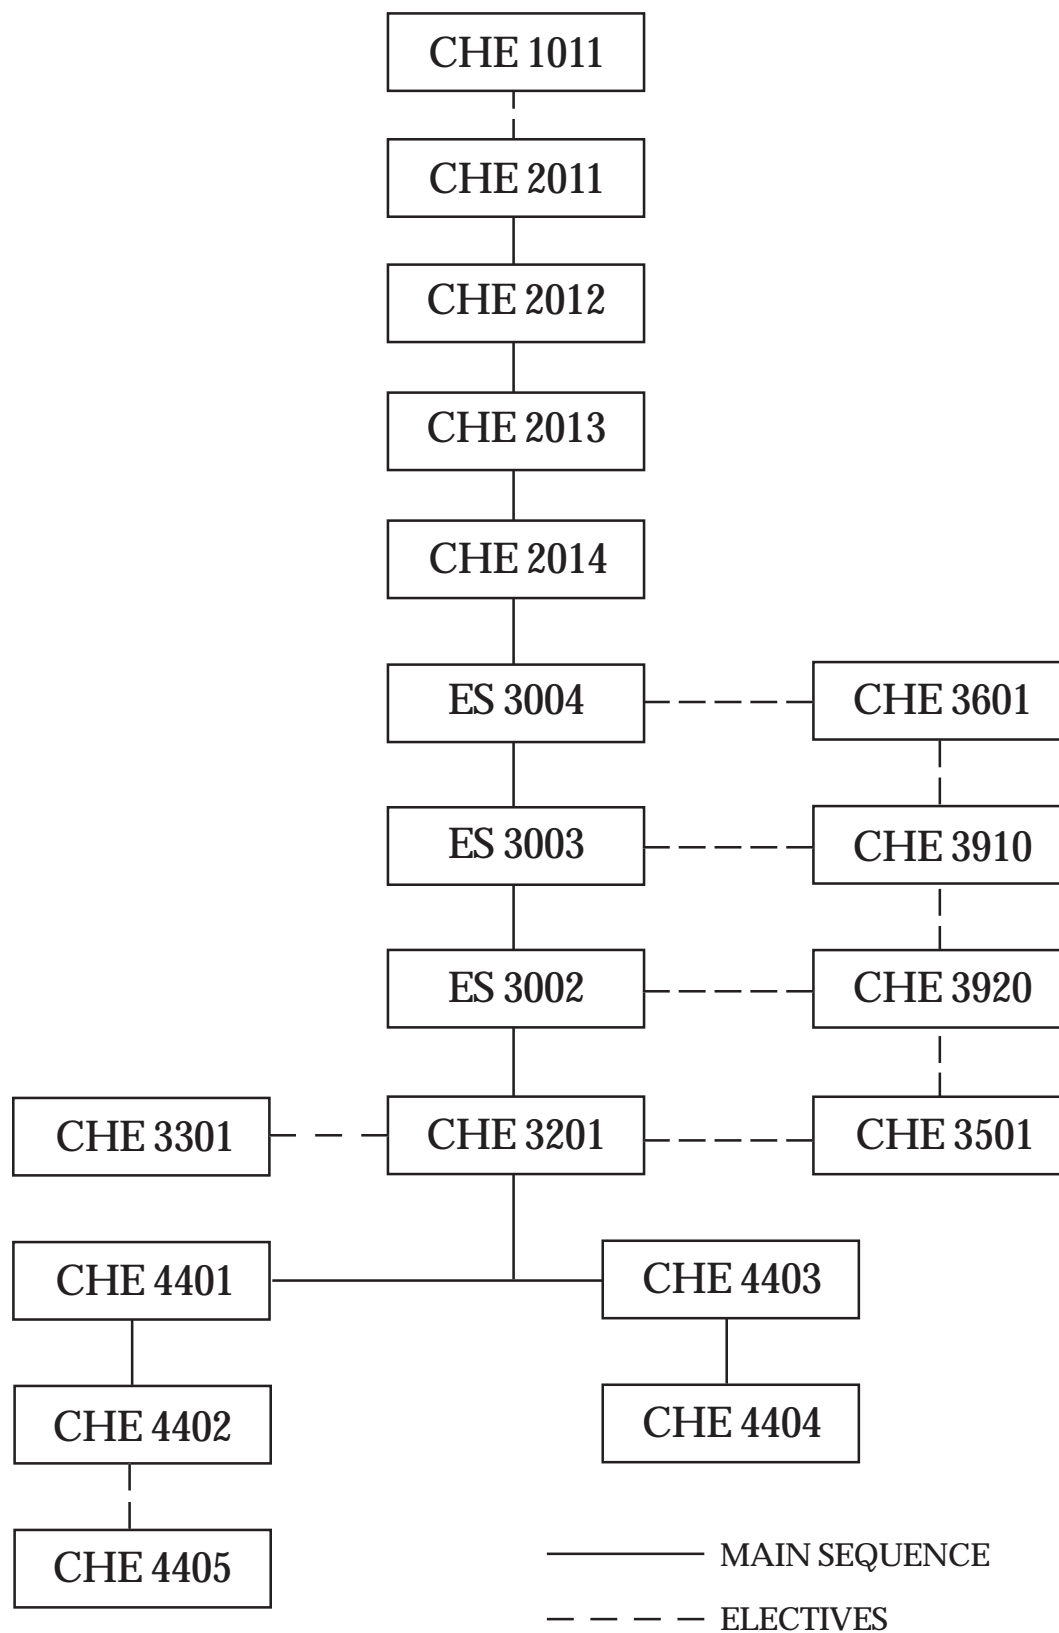 CHE 1011
CHE 2011
CHE 2012
CHE 2013
CHE 2014
ES 3004
CHE 3601
ES 3003
CHE 3910
ES 3002
CHE 3920
CHE 3301
CHE 3201
CHE 3501
CHE 4401
CHE 4403
CHE 4402
CHE 4404
CHE 4405
MAIN SEQUENCE
ELECTIVES